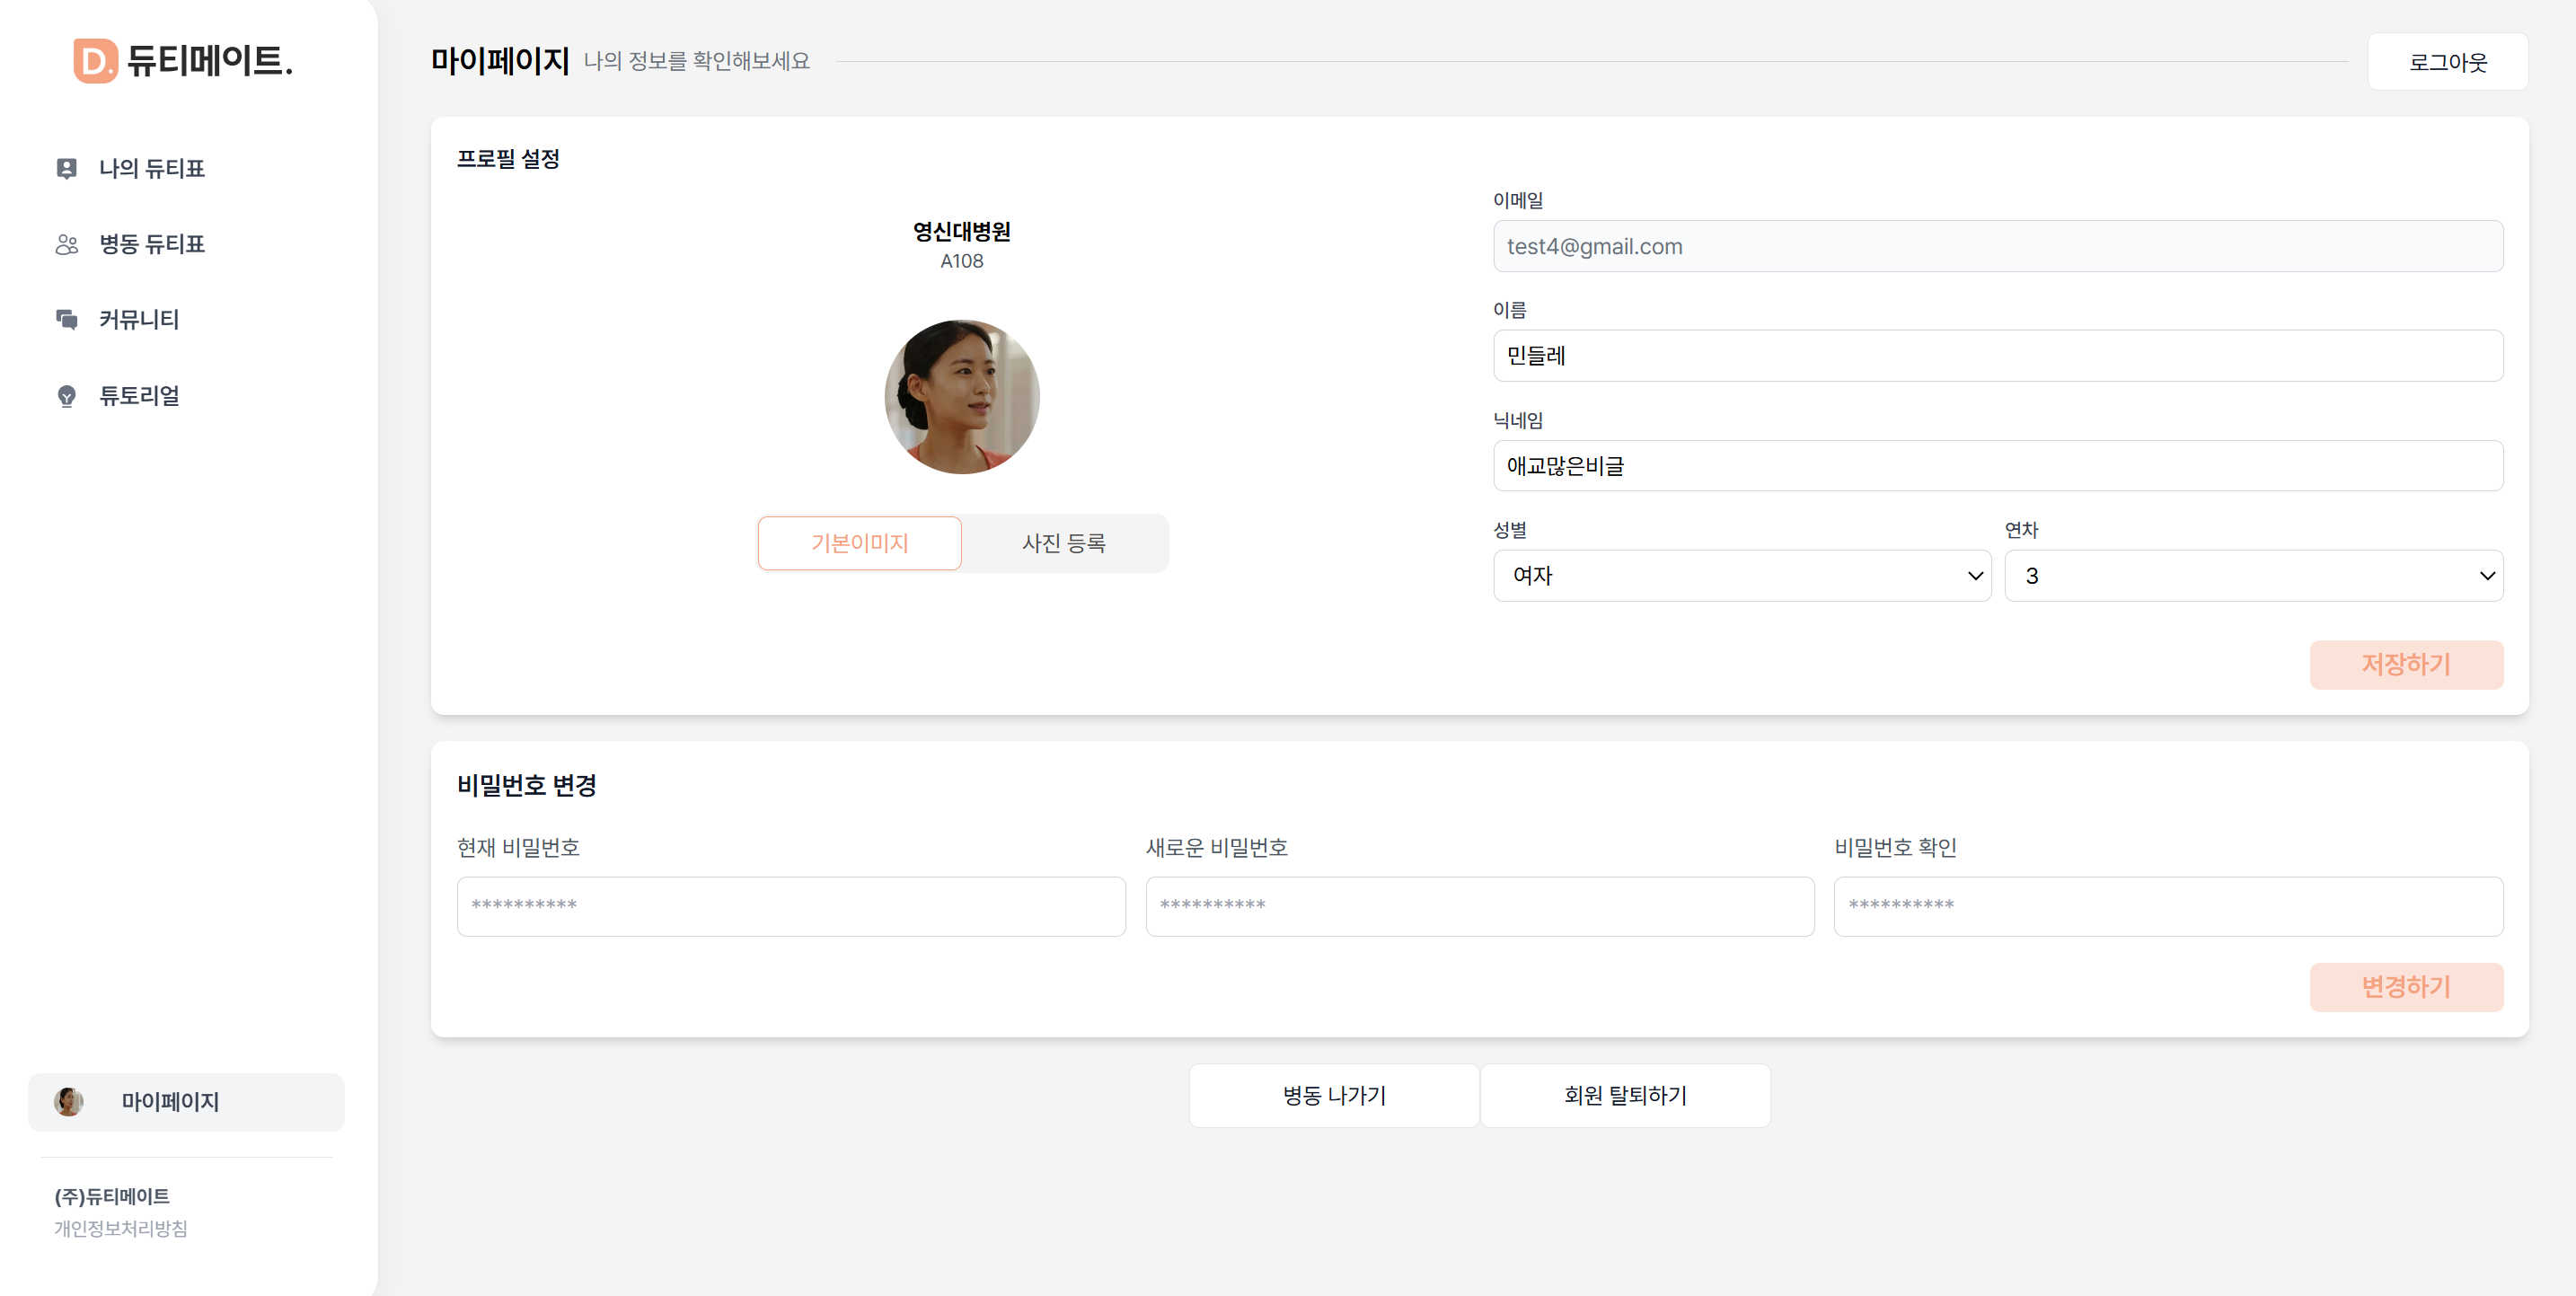 D. 듀티메이트.
나의 듀티표
병동 듀티표
커뮤니티
튜토리얼
마이페이지
(주)듀티메이트
개인정보처리방침
마이페이지 나의 정보를 확인해보세요
로그아웃
프로필 설정
영신대병원
A108
기본이미지 사진 등록
이메일
test4@gmail.com
이름
민들레
닉네임
애교많은비글
성별 연차
여자 3
저장하기
비밀번호 변경
현재 비밀번호 새로운 비밀번호 비밀번호 확인
********** ********** **********
변경하기
병동 나가기 회원 탈퇴하기